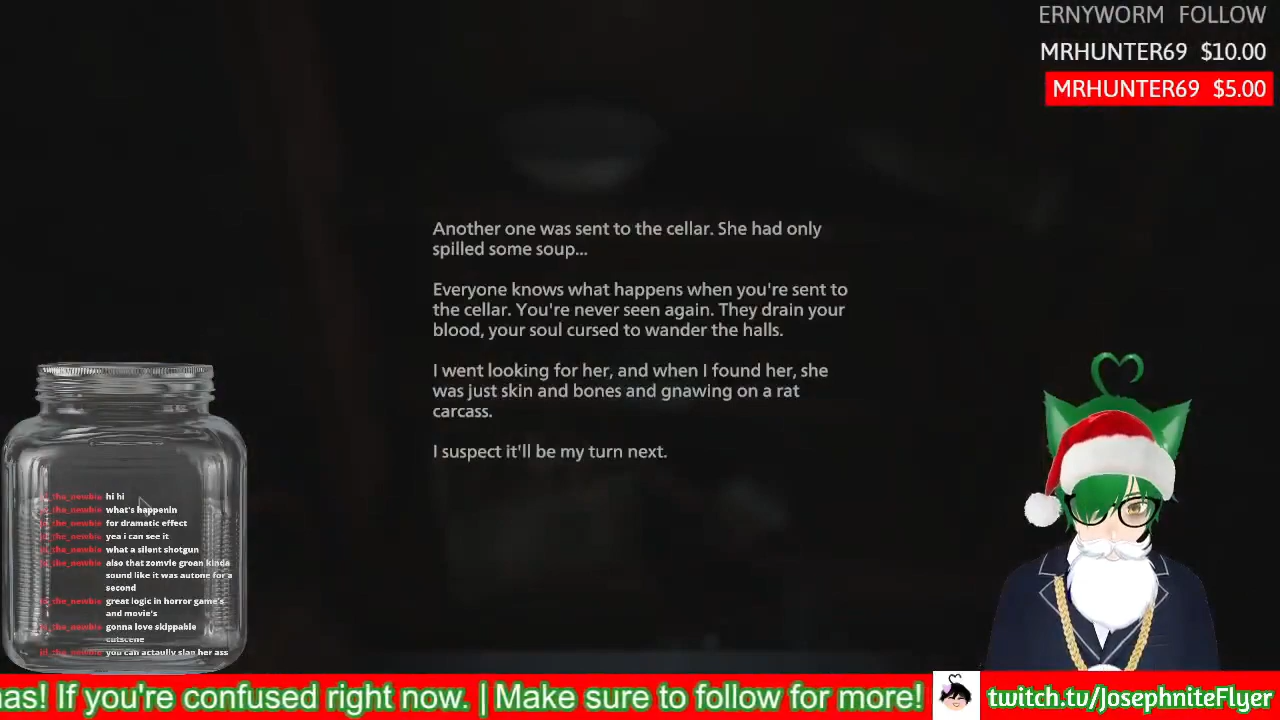 ERNYWORM FOLLOW
MRHUNTER69 $10.00
MRHUNTER69 $5.00
Another one was sent to the cellar. She had only
spilled some soup...
Everyone knows what happens when you're sent to
the cellar. You're never seen again. They drain your
blood, your soul cursed to wander the halls.
I went looking for her, and when I found her, she
was just skin and bones and gnawing on a rat
carcass.
I suspect it'll be my turn next.
hi hi
what's happenin
for dramatic effect
yea i can see it
what a silent shotgun
also that zomvie groan kinda
sound like it was autone for a
second
great logic in horror game's
and movie's
gonna love skippable
cutscene
you can actaully slap her ass
nas! If you're confused right now. | Make sure to follow for more!
twitch.tv/JosephniteFlyer